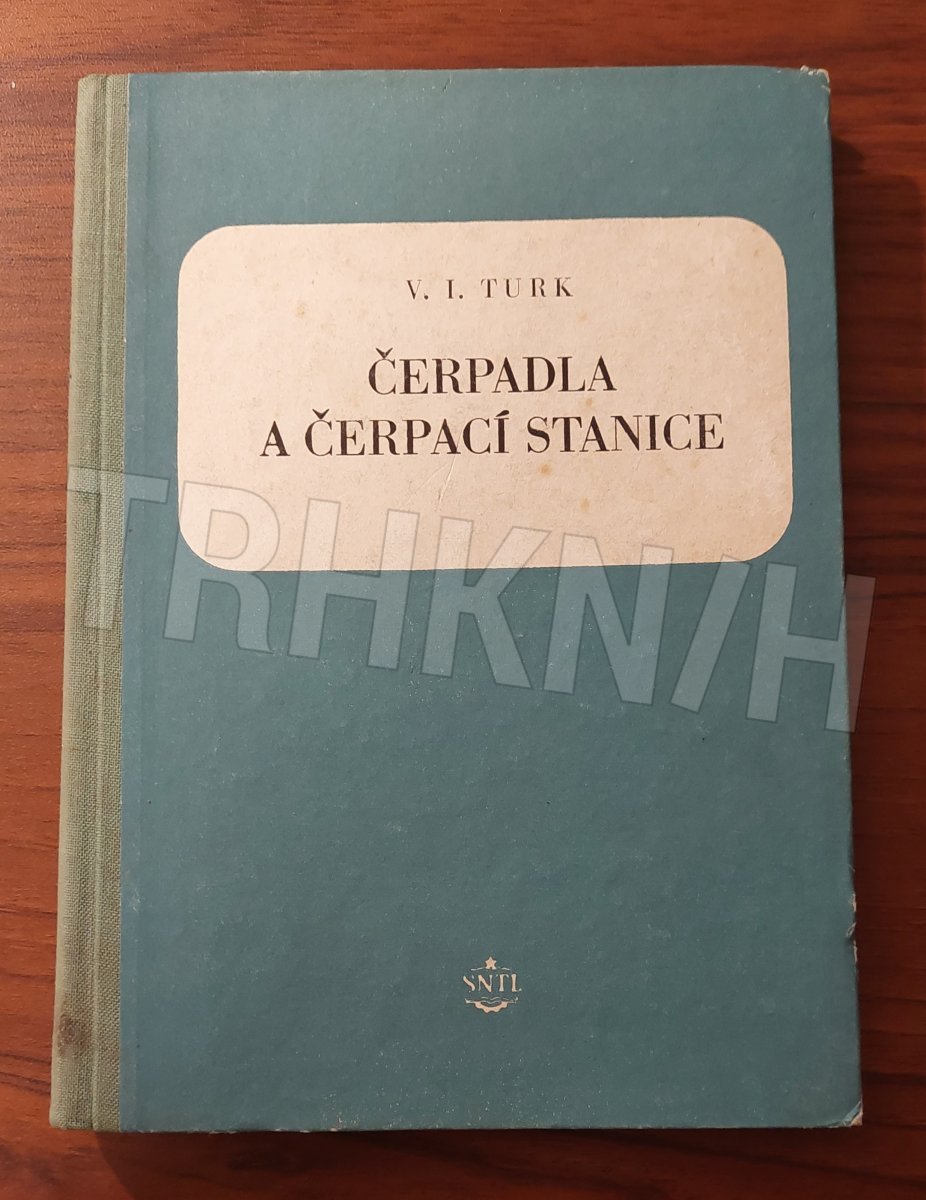 V. I. TURK
ČERPADLA
A ČERPACÍ STANICE
TRHKNIH
SNTL